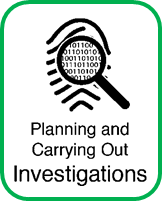 Planning and
Carrying Out
Investigations